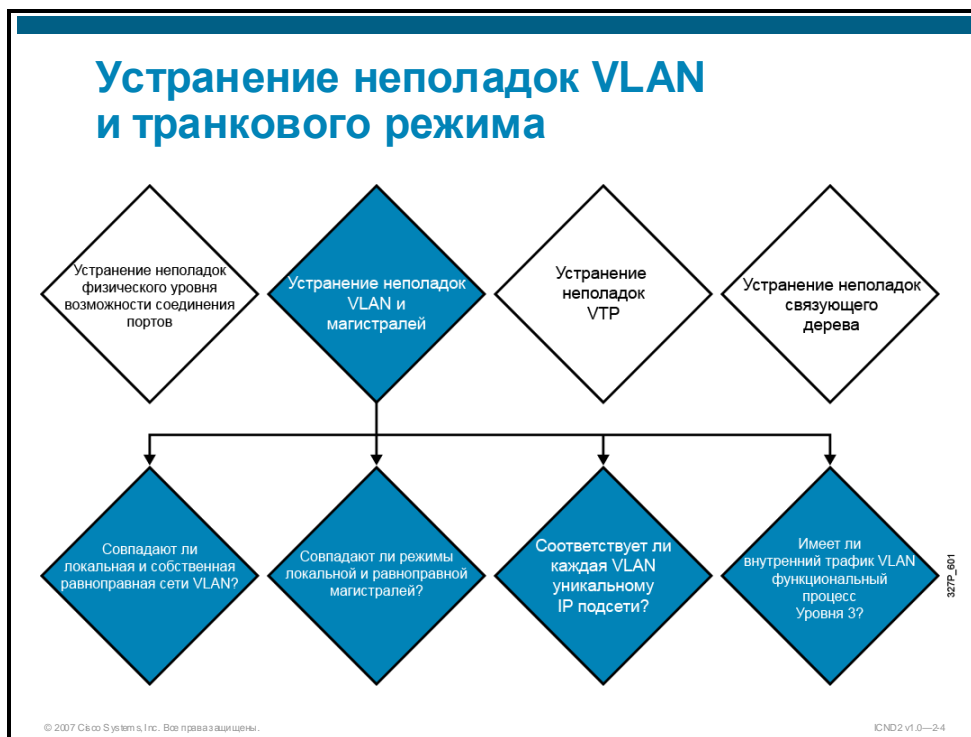 Устранение неполадок VLAN
и транкового режима
Устранение неполадок
физического уровня
возможности соединения
портов
Устранение неполадок
VLAN и
магистралей
Устранение
неполадок
VTP
Устранение неполадок
связующего
дерева
Совпадают ли
локальная и собственная
равноправная сети VLAN?
Совпадают ли режимы
локальной и равноправной
магистралей?
Соответствует ли
каждая VLAN
уникальному
IP подсети?
Имеет ли
внутренний трафик VLAN
функциональный
процесс
Уровня 3?
327P_601
© 2007 Cisco Systems, Inc. Все права защищены.
ICND2 v1.0—2-4